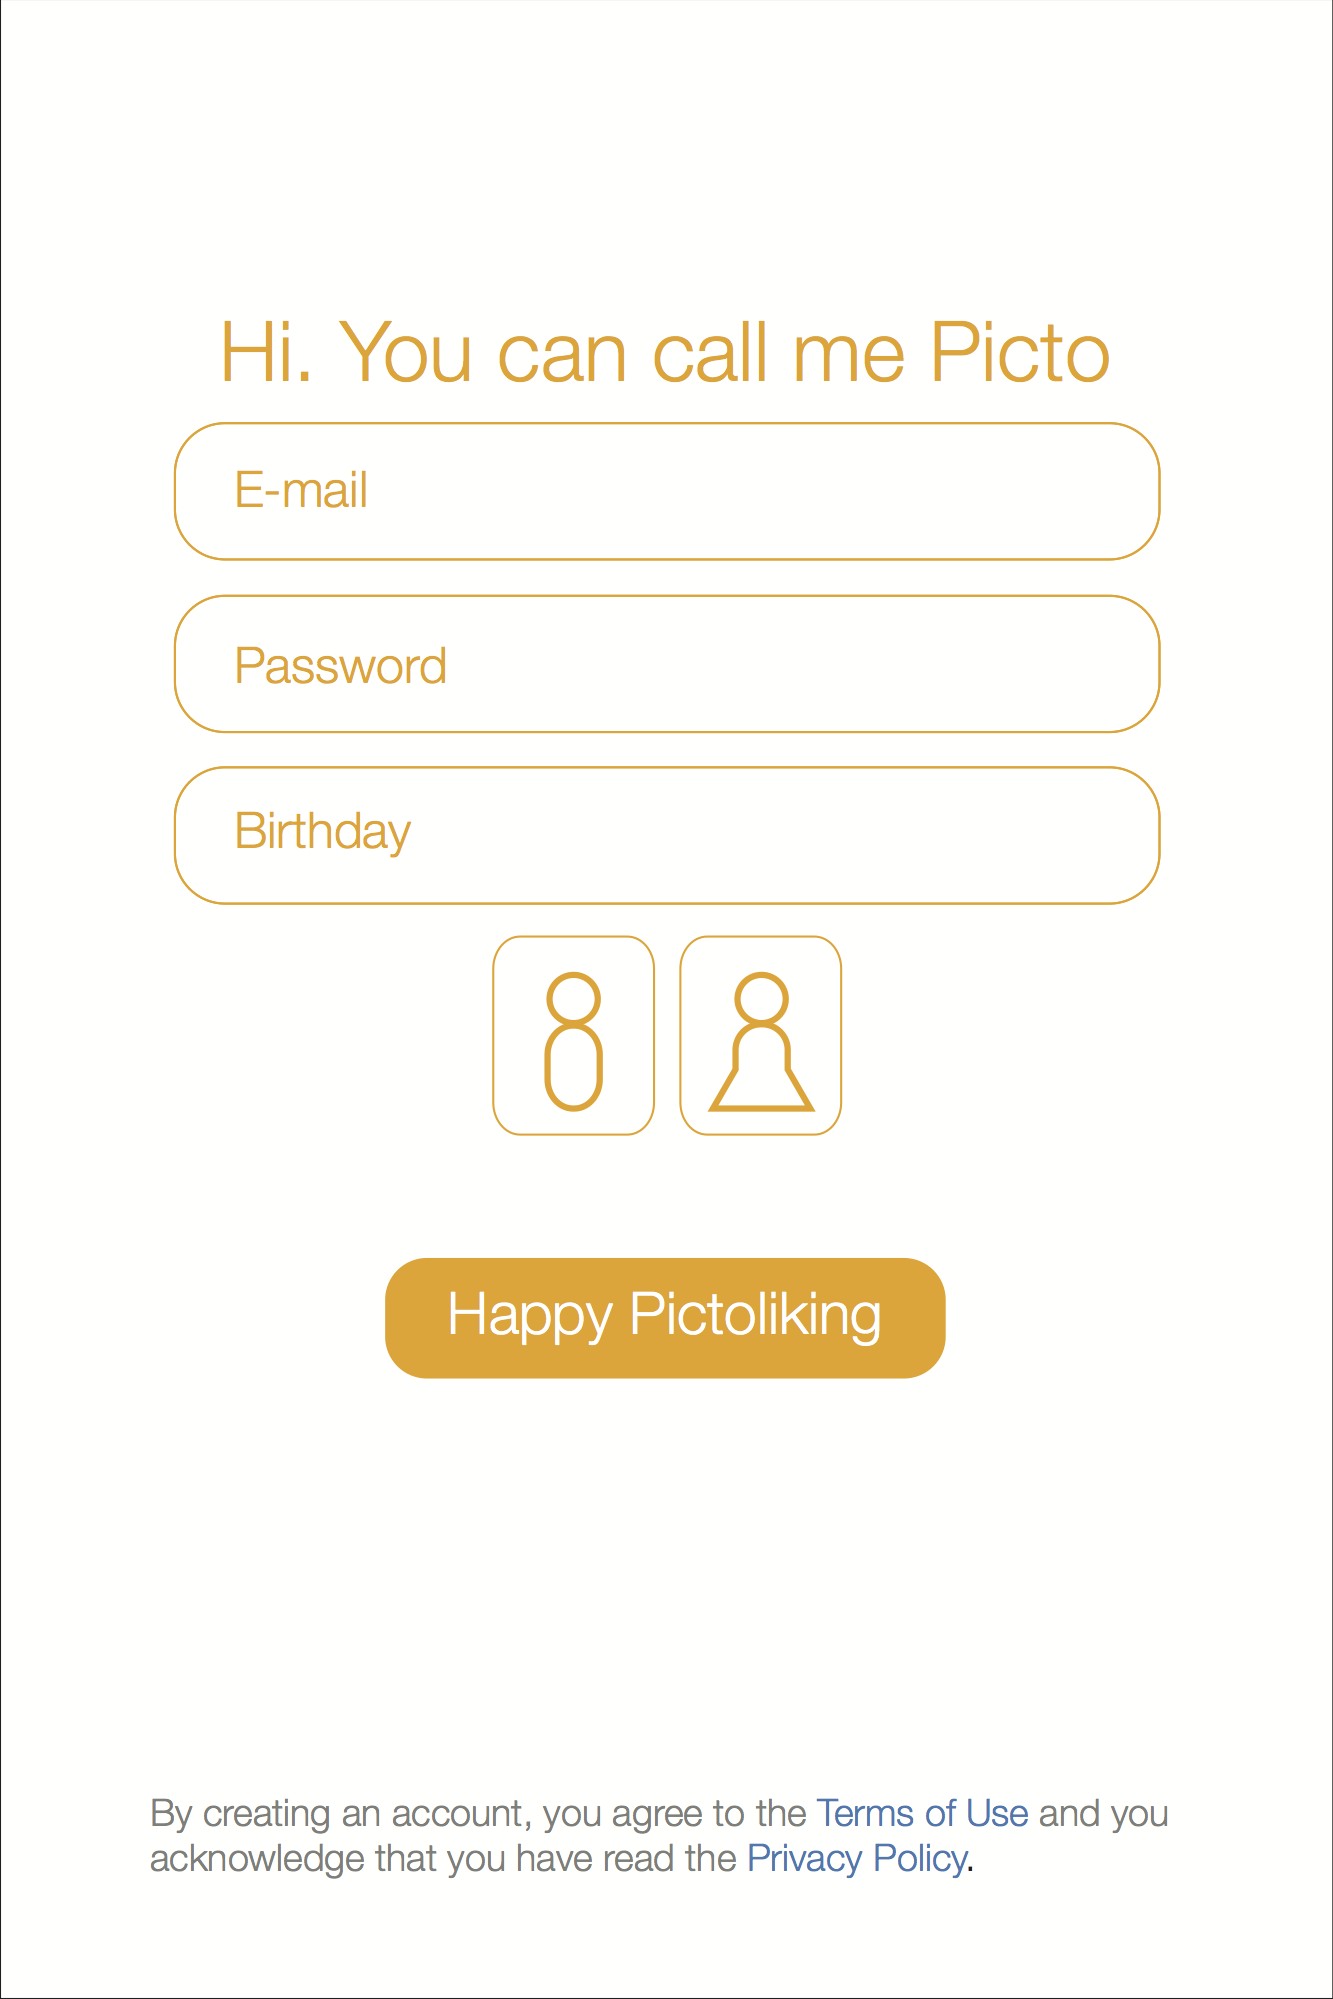 Hi. You can call me Picto
E-mail
Password
Birthday
Happy Pictoliking
By creating an account, you agree to the Terms of Use and you
acknowledge that you have read the Privacy Policy.